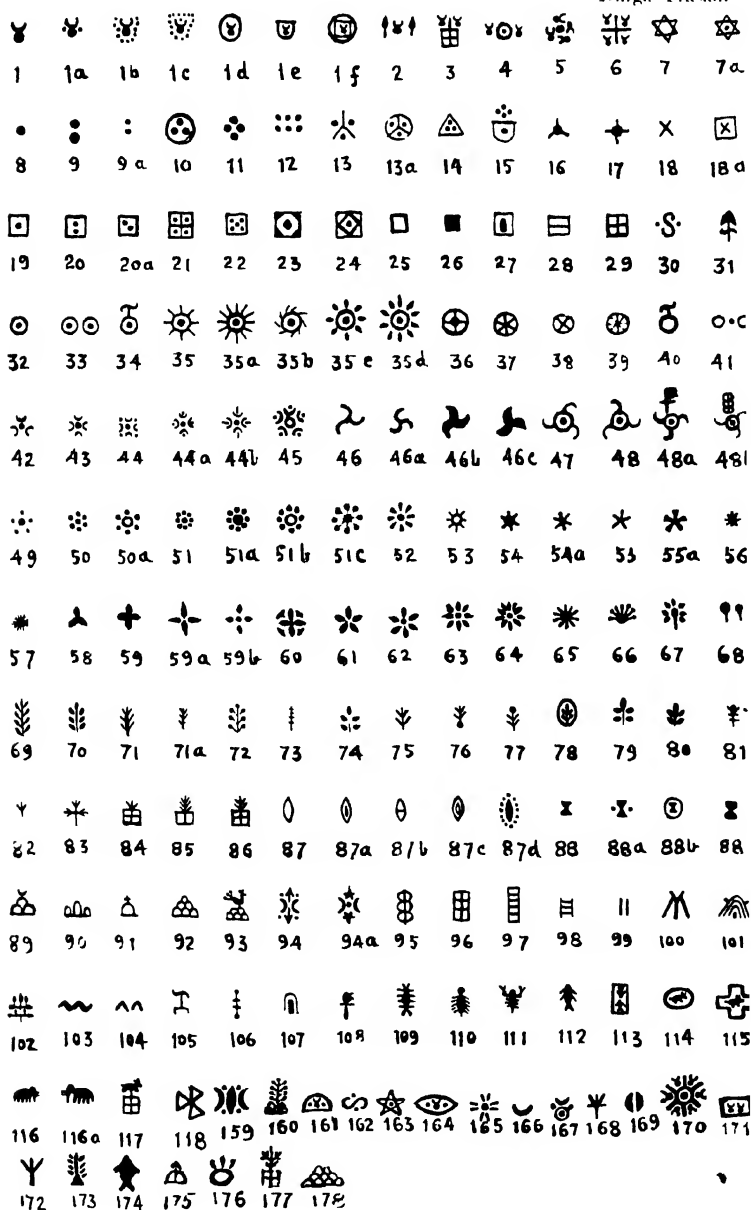 1 1a 1b 1c 1d 1e 1f 2 3 4 5 6 7 7a
8 9 9a 10 11 12 13 13a 14 15 16 17 18 18a
19 20 20a 21 22 23 24 25 26 27 28 29 30 31
32 33 34 35 35a 35b 35c 35d 36 37 38 39 40 41
42 43 44 44a 44b 45 46 46a 46b 46c 47 48 48a 48b
49 50 50a 51 51a 51b 51c 52 53 54 54a 55 55a 56
57 58 59 59a 59b 60 61 62 63 64 65 66 67 68
69 70 71 71a 72 73 74 75 76 77 78 79 80 81
82 83 84 85 86 87 87a 87b 87c 87d 88 88a 88b 88
89 90 91 92 93 94 94a 95 96 97 98 99 100 101
102 103 104 105 106 107 108 109 110 111 112 113 114 115
116 116a 117 118 159 160 161 162 163 164 165 166 167 168 169 170 171
172 173 174 175 176 177 178